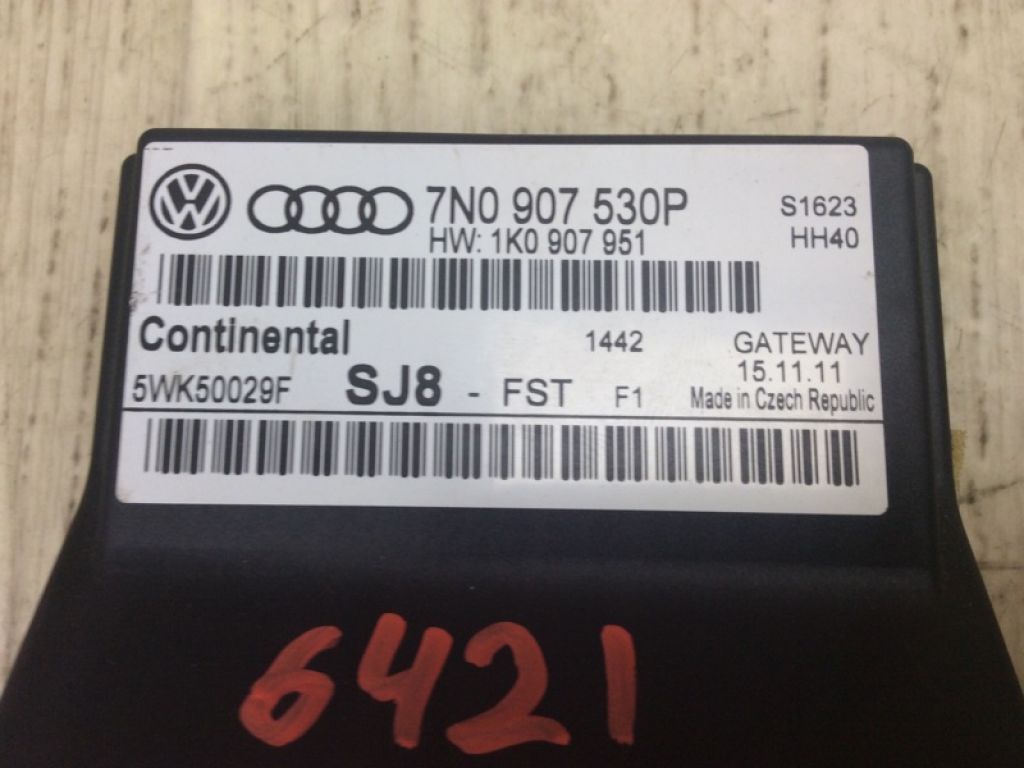 7N0 907 530P S1623
HW: 1K0 907 951 HH40
Continental 1442 GATEWAY
15.11.11
5WK50029F SJ8 - FST F1 Made in Czech Republic
6421